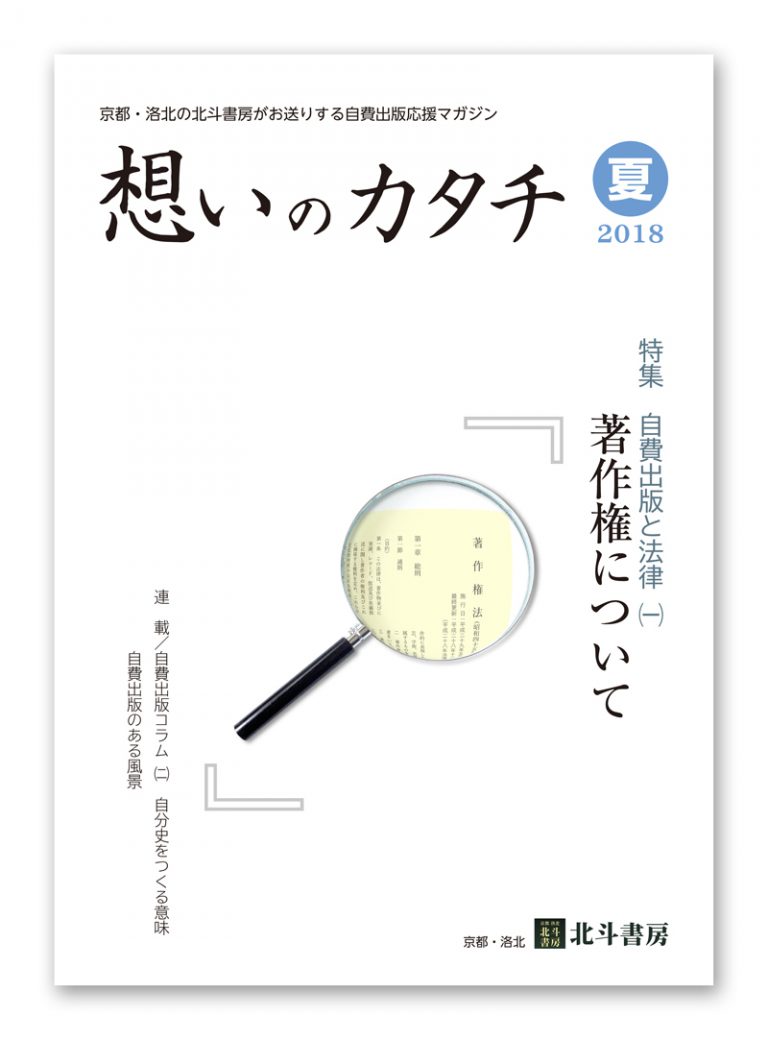 京都・洛北の北斗書房がお送りする自費出版応援マガジン
想いのカタチ
夏
2018
特集 自費出版と法律 ㈠
著作権について
著作権法
第一章 総則
第一節 通則
連 載／自費出版コラム ㈡ 自分史をつくる意味
自費出版のある風景
京都・洛北
北斗書房
北斗書房